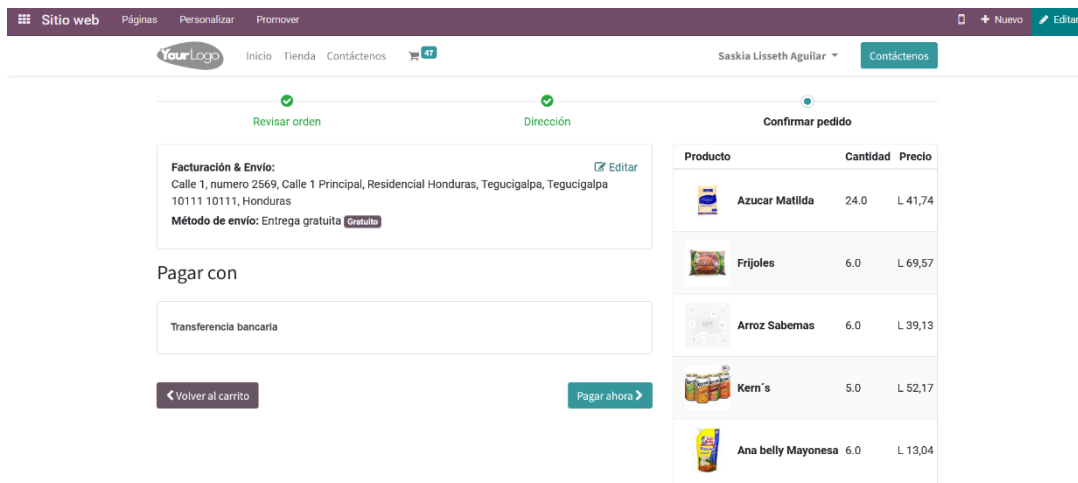 Sitio web Páginas Personalizar Promover + Nuevo Editar
YourLogo Inicio Tienda Contáctenos 47 Saskia Lisseth Aguilar Contáctenos
Revisar orden Dirección Confirmar pedido
Facturación & Envío: Editar
Calle 1, numero 2569, Calle 1 Principal, Residencial Honduras, Tegucigalpa, Tegucigalpa
10111 10111, Honduras
Método de envío: Entrega gratuita Gratuito
Pagar con
Transferencia bancaria
Volver al carrito Pagar ahora
Producto Cantidad Precio
Azucar Matilda 24.0 L 41,74
Frijoles 6.0 L 69,57
Arroz Sabemas 6.0 L 39,13
Kern´s 5.0 L 52,17
Ana belly Mayonesa 6.0 L 13,04